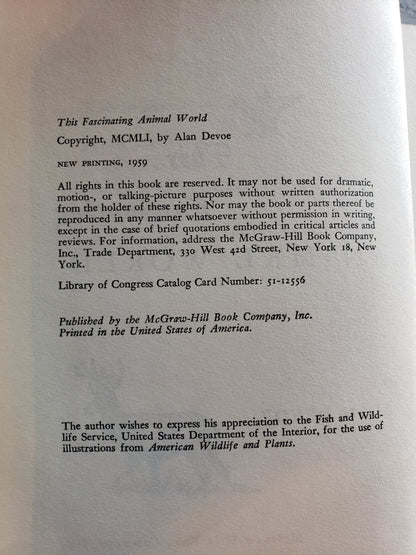 This Fascinating Animal World
Copyright, MCMLI, by Alan Devoe
NEW PRINTING, 1959
All rights in this book are reserved. It may not be used for dramatic,
motion-, or talking-picture purposes without written authorization
from the holder of these rights. Nor may the book or parts thereof be
reproduced in any manner whatsoever without permission in writing,
except in the case of brief quotations embodied in critical articles and
reviews. For information, address the McGraw-Hill Book Company,
Inc., Trade Department, 330 West 42d Street, New York 18, New
York.
Library of Congress Catalog Card Number: 51-12556
Published by the McGraw-Hill Book Company, Inc.
Printed in the United States of America.
The author wishes to express his appreciation to the Fish and Wild-
life Service, United States Department of the Interior, for the use of
illustrations from American Wildlife and Plants.